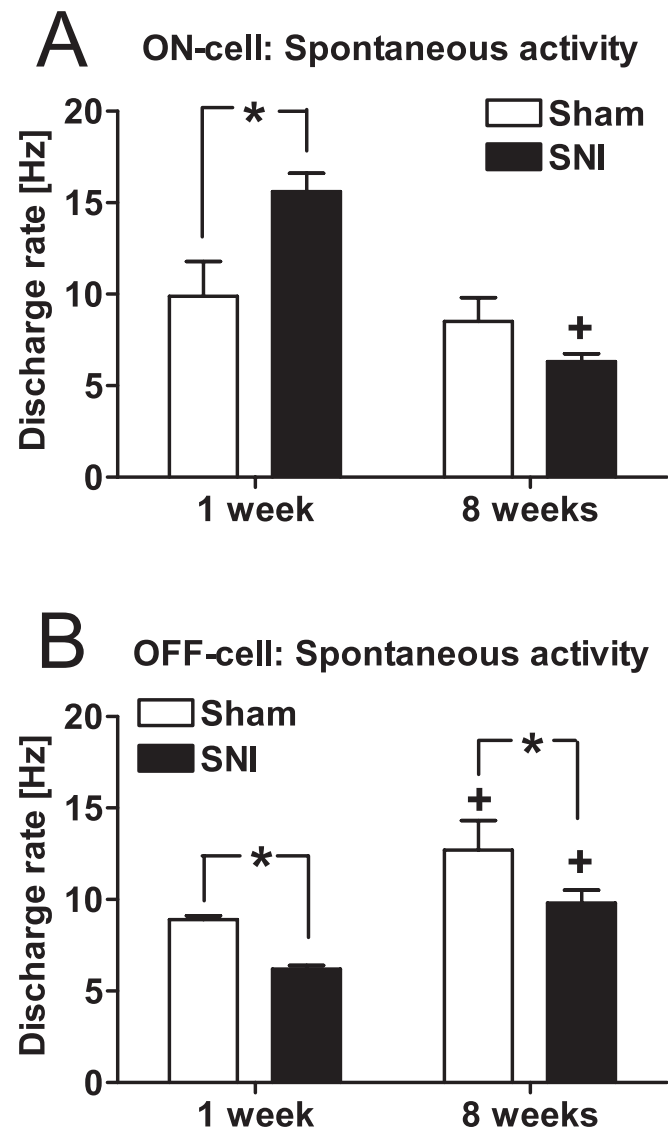 A
ON-cell: Spontaneous activity
Discharge rate [Hz]
20
15
10
5
0
*
Sham
SNI
+
1 week
8 weeks
B
OFF-cell: Spontaneous activity
Discharge rate [Hz]
20
15
10
5
0
Sham
SNI
*
+
*
+
1 week
8 weeks